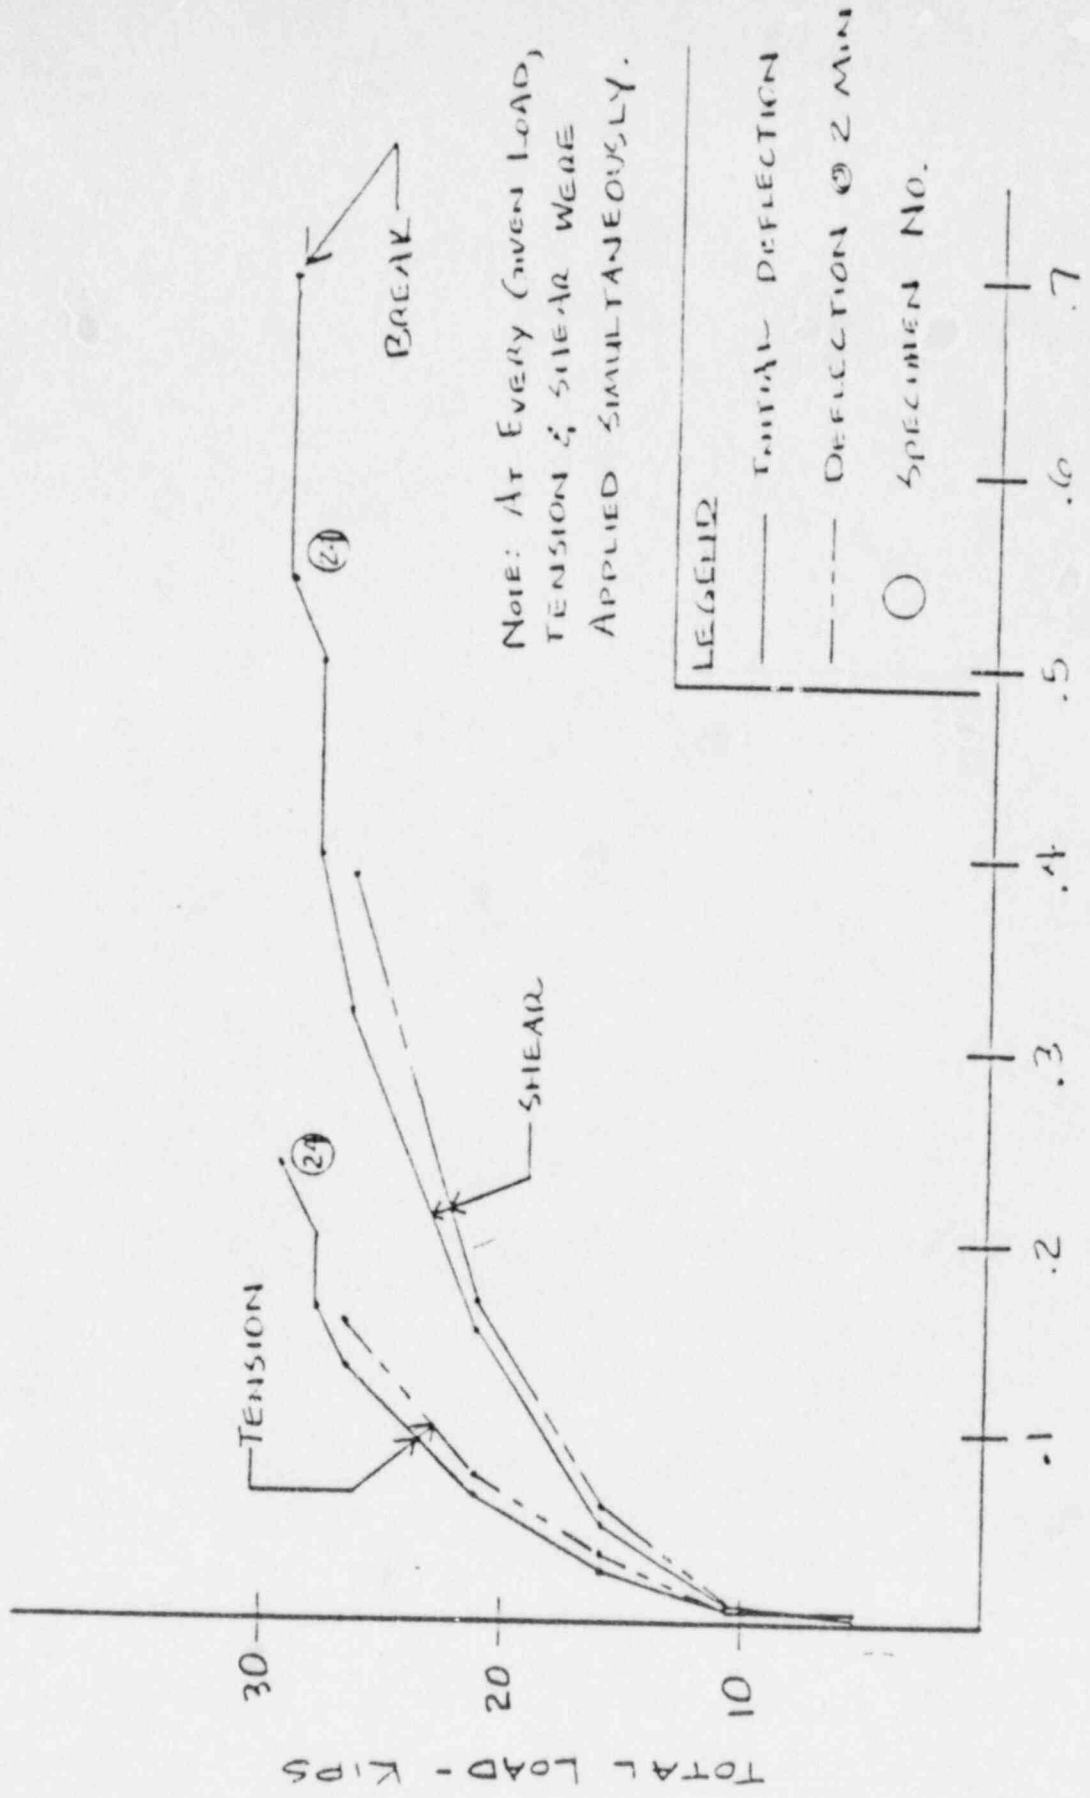 TOTAL LOAD - KIPS
30
20
10
TENSION
24
SHEAR
BREAK
NOTE: AT EVERY GIVEN LOAD,
TENSION & SHEAR WERE
APPLIED SIMULTANEOUSLY.
LEGEND
INITIAL DEFLECTION
DEFLECTION @ 2 MIN
SPECIMEN NO.
.1
.2
.3
.4
.5
.6
.7